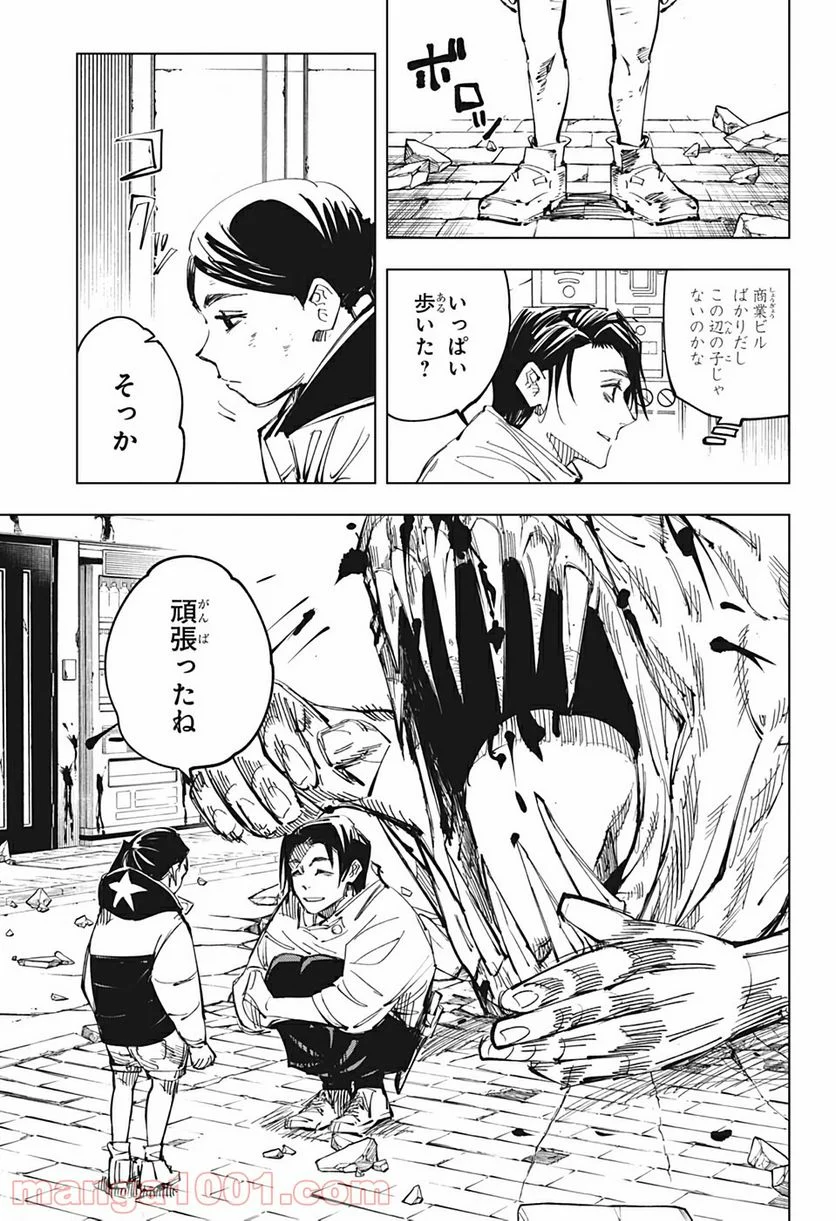 ボロ
商業ビル
ばかりだし
この辺の子じゃ
ないのかな
いっぱい
歩いた?
コク
そっか
頑張ったね
manga1001.com